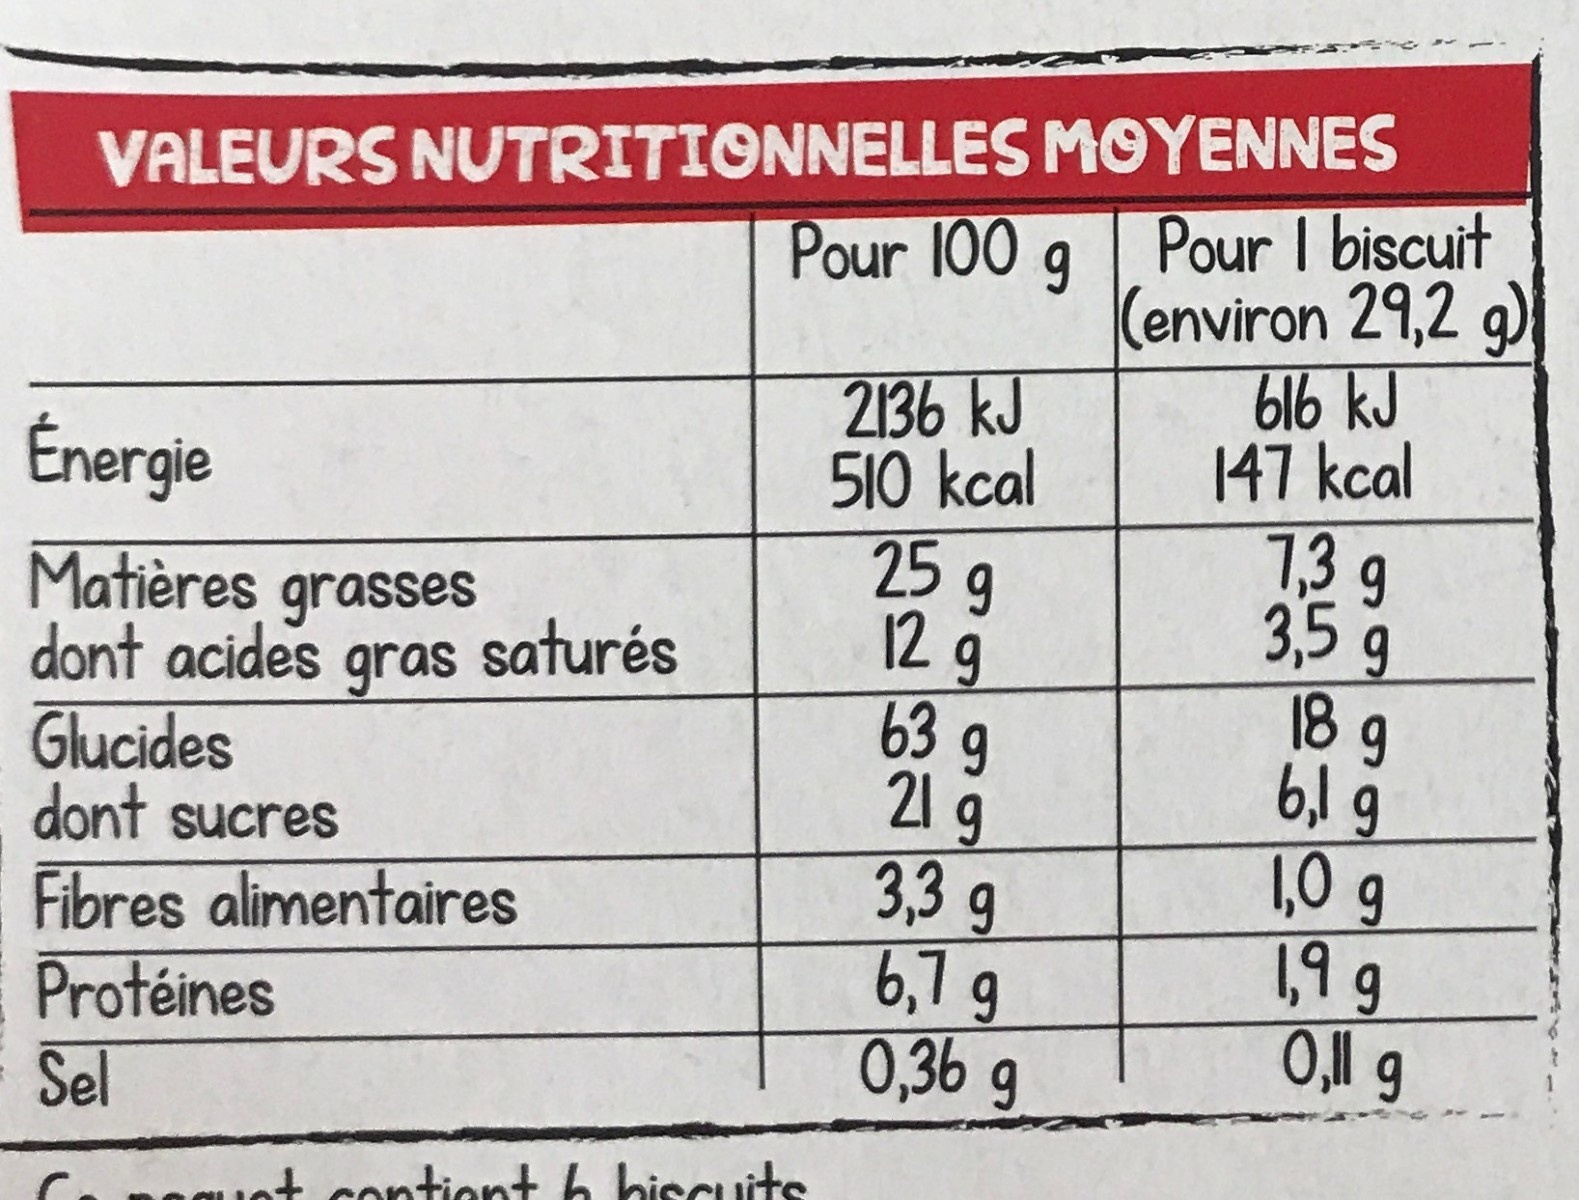 VALEURS NUTRITIONNELLES MOYENNES
Pour 100 g Pour 1 biscuit
(environ 29,2 g)
Énergie 2136 kJ 616 kJ
510 kcal 147 kcal
Matières grasses 25 g 7,3 g
dont acides gras saturés 12 g 3,5 g
Glucides 63 g 18 g
dont sucres 21 g 6,1 g
Fibres alimentaires 3,3 g 1,0 g
Protéines 6,7 g 1,9 g
Sel 0,36 g 0,11 g
Ce paquet contient 6 biscuits